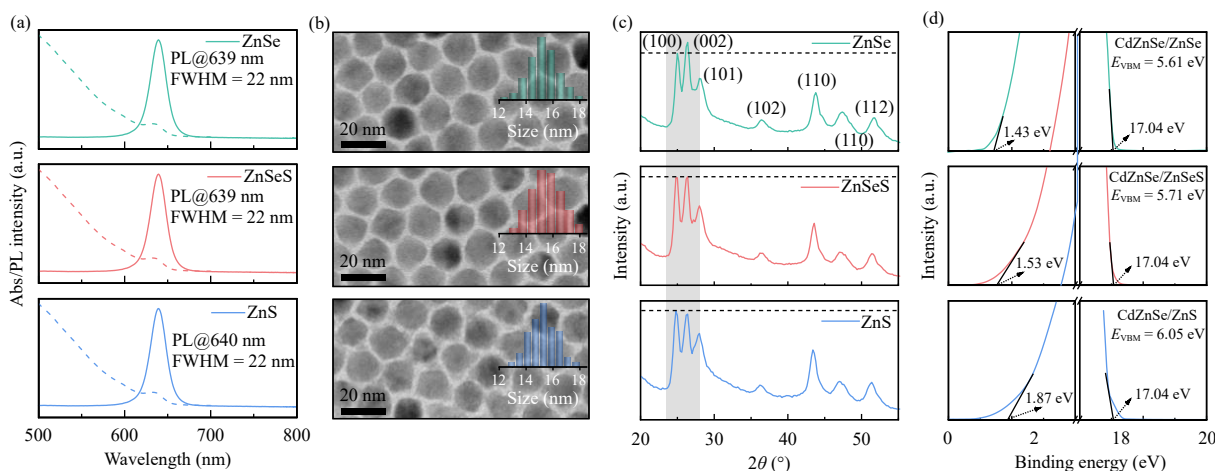 (a)
ZnSe
PL@639 nm
FWHM = 22 nm
ZnSeS
PL@639 nm
FWHM = 22 nm
ZnS
PL@640 nm
FWHM = 22 nm
Abs/PL intensity (a.u.)
500 600 700 800
Wavelength (nm)
(b)
12 14 16 18
Size (nm)
20 nm
12 14 16 18
Size (nm)
20 nm
12 14 16 18
Size (nm)
20 nm
(c)
ZnSe
(100)
(002)
(101)
(102)
(110)
(110)
(112)
ZnSeS
ZnS
Intensity (a.u.)
20 30 40 50
2θ (°)
(d)
CdZnSe/ZnSe
EVBM = 5.61 eV
1.43 eV
17.04 eV
CdZnSe/ZnSeS
EVBM = 5.71 eV
1.53 eV
17.04 eV
CdZnSe/ZnS
EVBM = 6.05 eV
1.87 eV
17.04 eV
Intensity (a.u.)
0 2 18 20
Binding energy (eV)